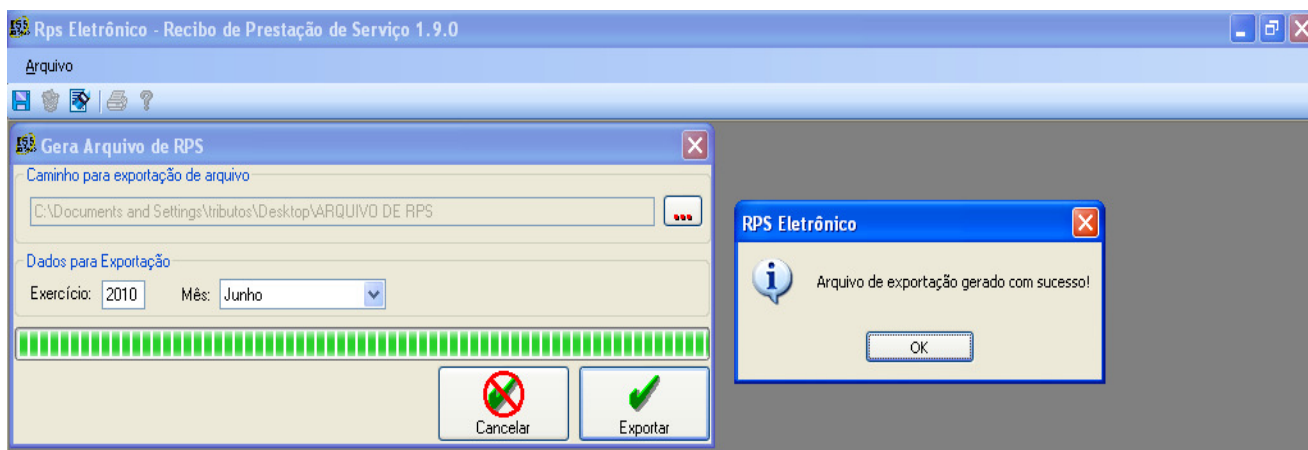 Rps Eletrônico - Recibo de Prestação de Serviço 1.9.0
Arquivo
Gera Arquivo de RPS
Caminho para exportação de arquivo
C:\Documents and Settings\tributos\Desktop\ARQUIVO DE RPS
...
Dados para Exportação
Exercício: 2010 Mês: Junho
Cancelar Exportar
RPS Eletrônico
Arquivo de exportação gerado com sucesso!
OK